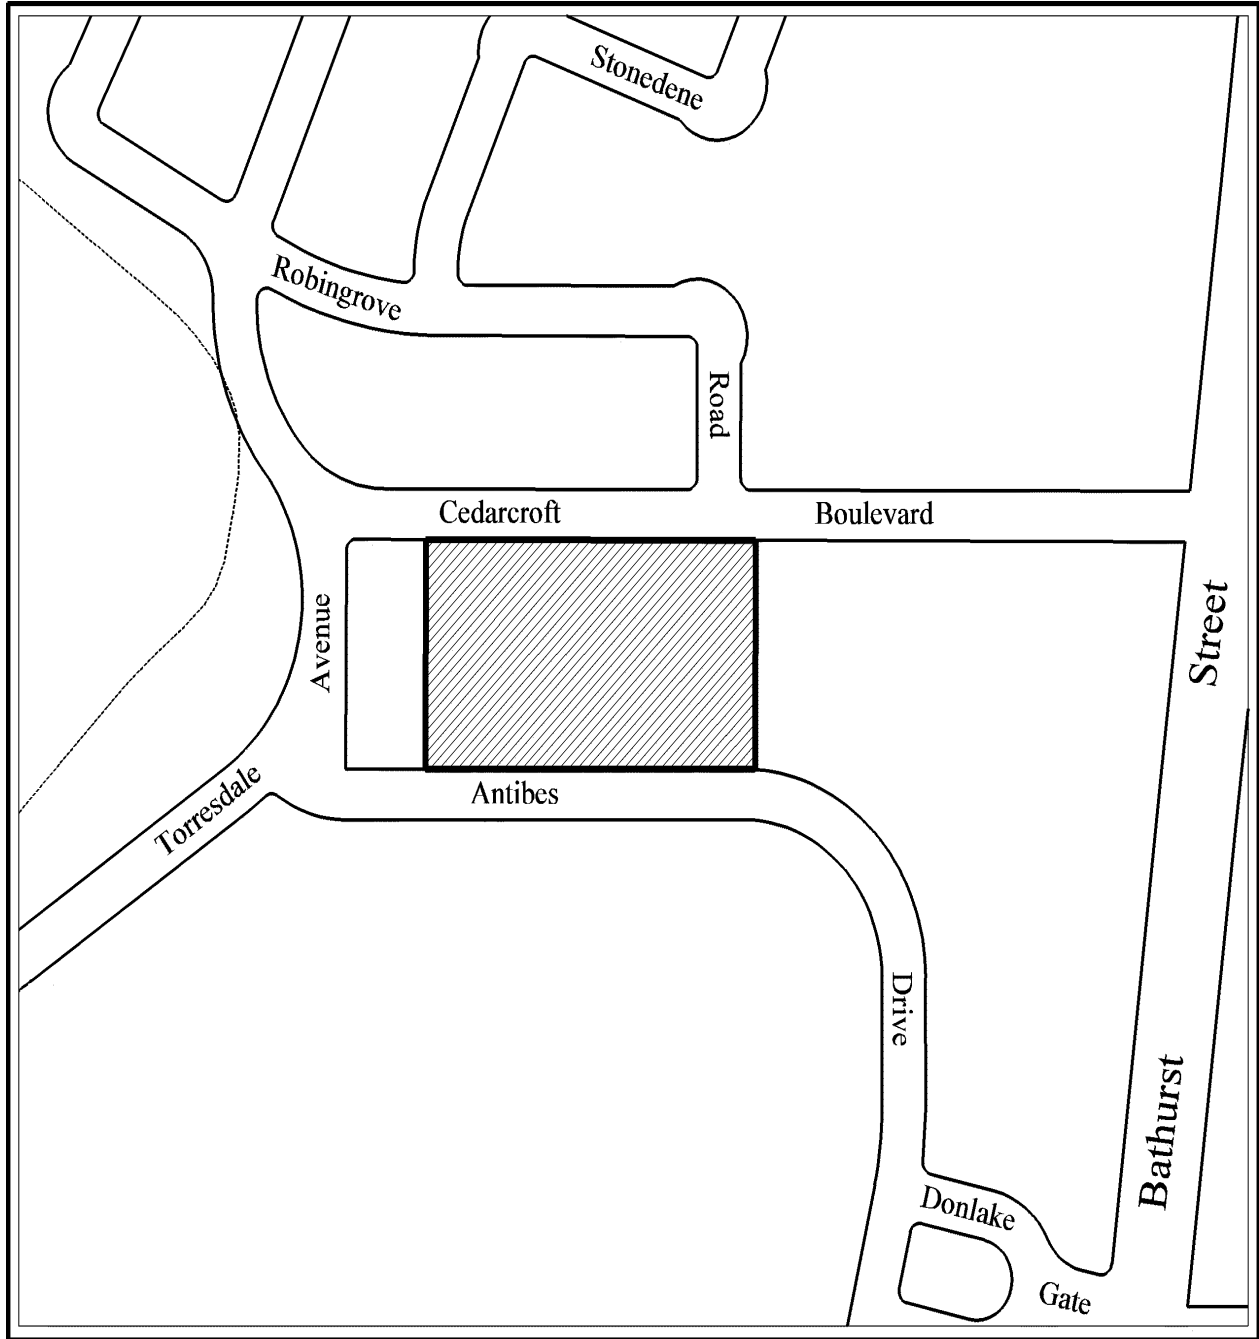 Stonedene
Robingrove
Road
Cedarcroft
Boulevard
Avenue
Street
Torresdale
Antibes
Drive
Bathurst
Donlake
Gate